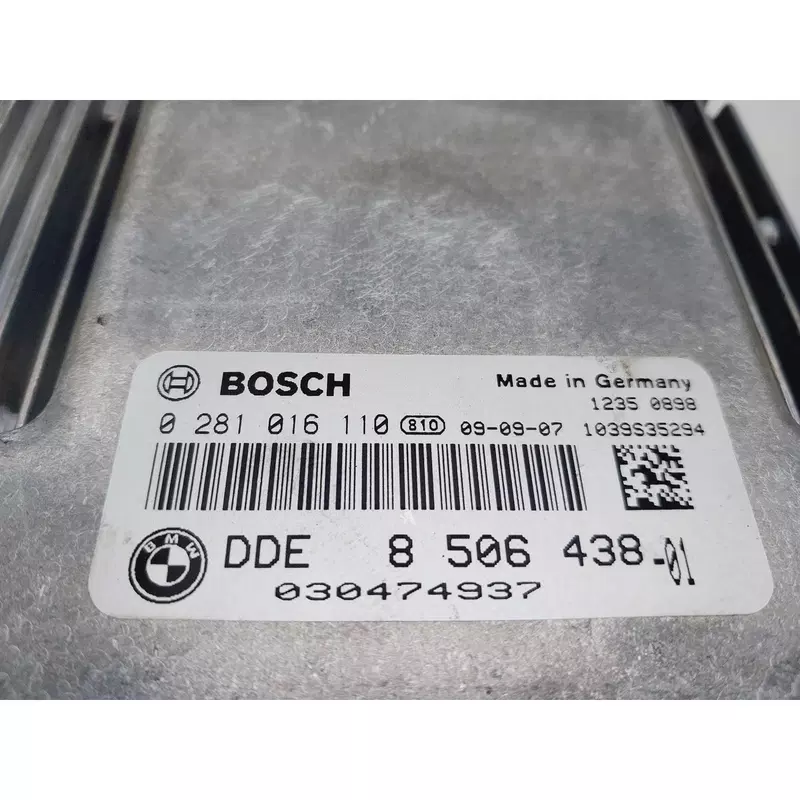 BOSCH Made in Germany
1235 0898
0 281 016 110 810 09-09-07 1039S35294
BMW DDE 8 506 438-01
030474937